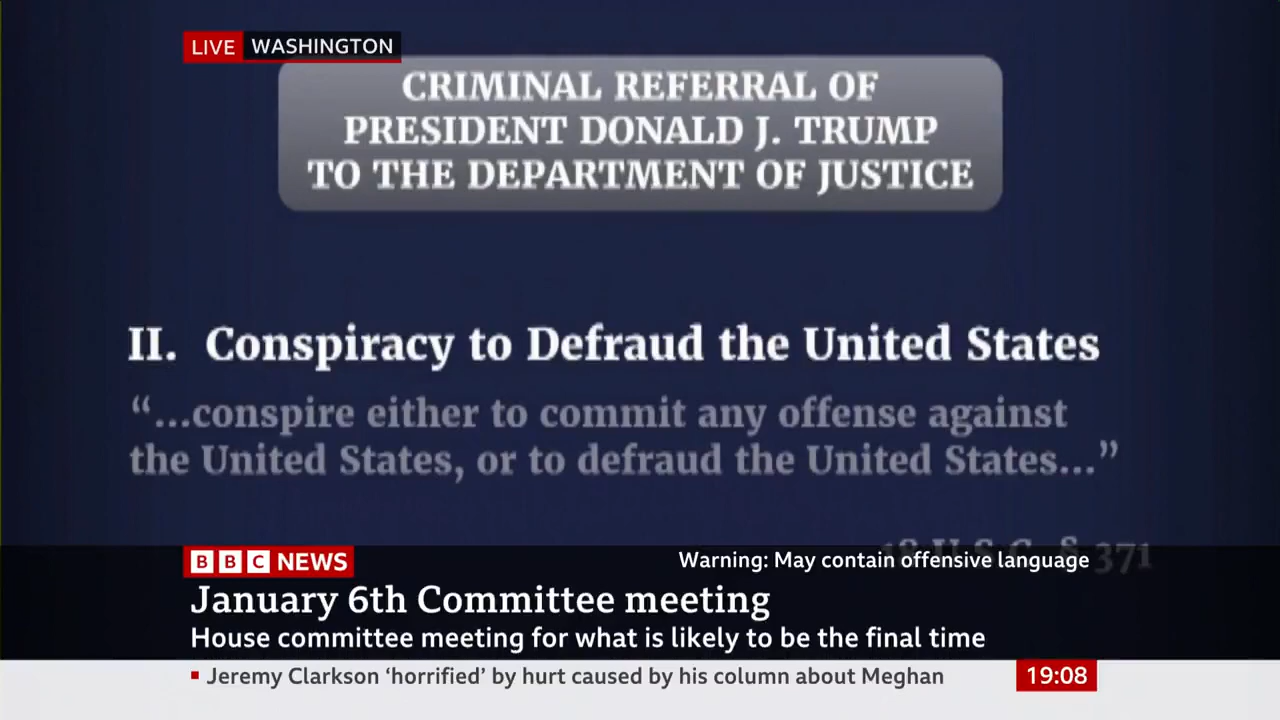 LIVE WASHINGTON
CRIMINAL REFERRAL OF
PRESIDENT DONALD J. TRUMP
TO THE DEPARTMENT OF JUSTICE
II. Conspiracy to Defraud the United States
“...conspire either to commit any offense against
the United States, or to defraud the United States...”
18 U.S.C. § 371
BBC NEWS
Warning: May contain offensive language
January 6th Committee meeting
House committee meeting for what is likely to be the final time
Jeremy Clarkson ‘horrified’ by hurt caused by his column about Meghan
19:08